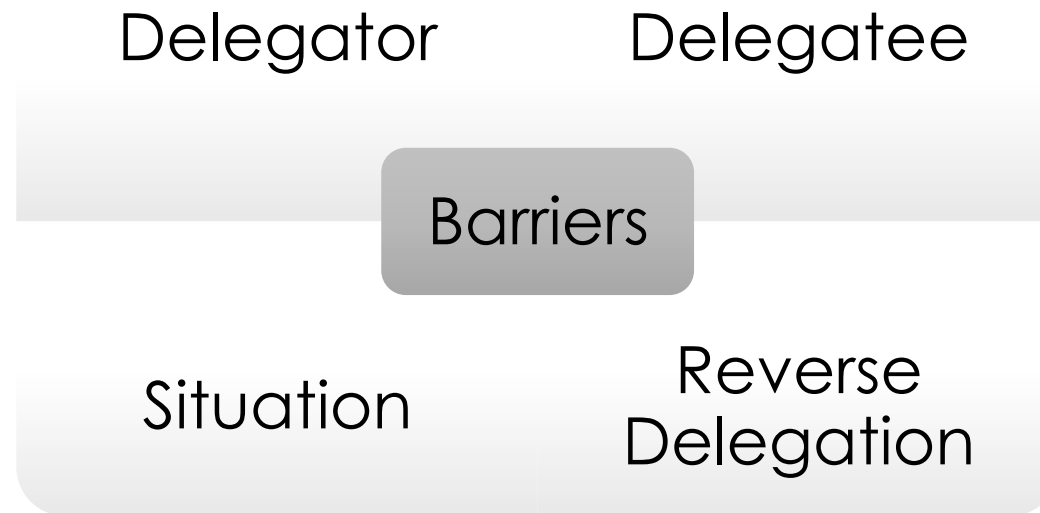 Delegator
Delegatee
Barriers
Situation
Reverse
Delegation